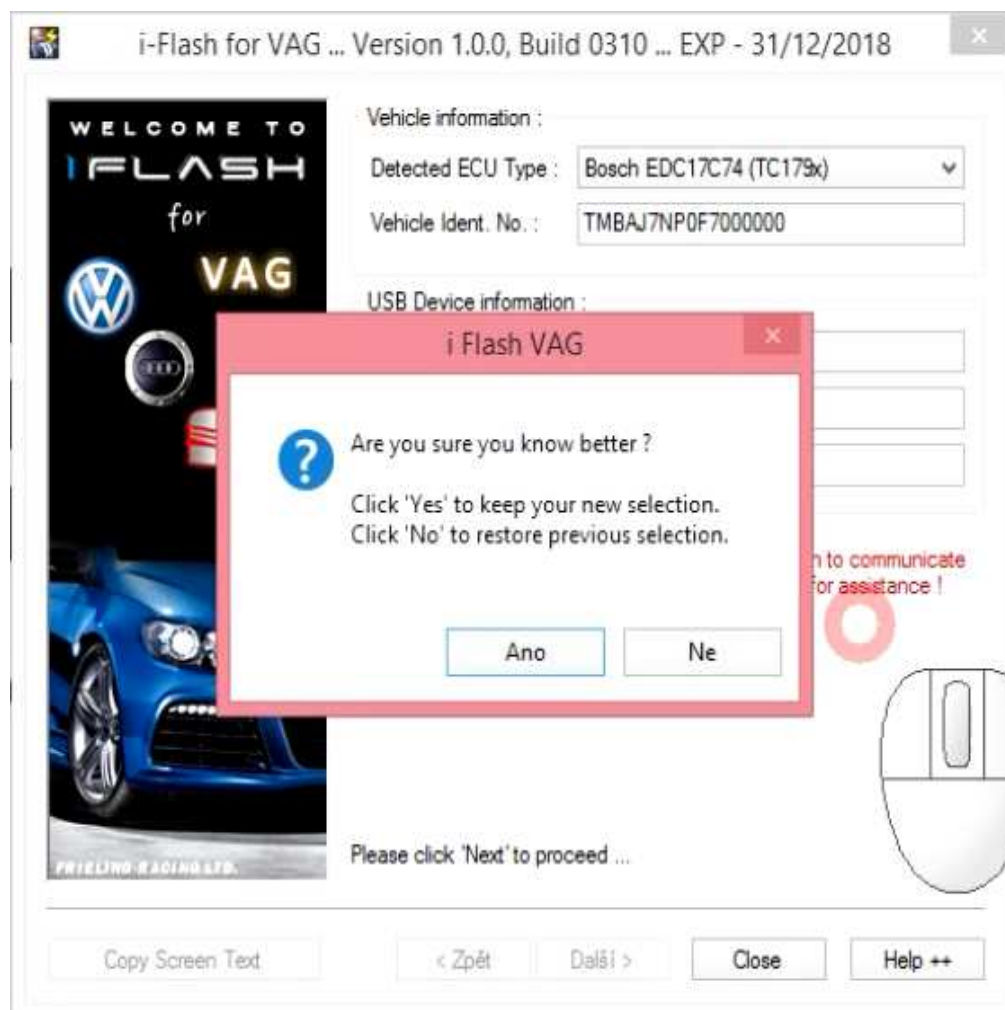 i-Flash for VAG ... Version 1.0.0, Build 0310 ... EXP - 31/12/2018
WELCOME TO
iFLASH
for
VAG
Vehicle information :
Detected ECU Type :
Bosch EDC17C74 (TC179x)
Vehicle Ident. No. :
TMBAJ7NP0F7000000
USB Device information :
i Flash VAG
Are you sure you know better ?
Click 'Yes' to keep your new selection.
Click 'No' to restore previous selection.
to communicate
for assistance !
Ano
Ne
FRIELING-RACING LTD.
Please click 'Next' to proceed ...
Copy Screen Text
< Zpět
Další >
Close
Help ++